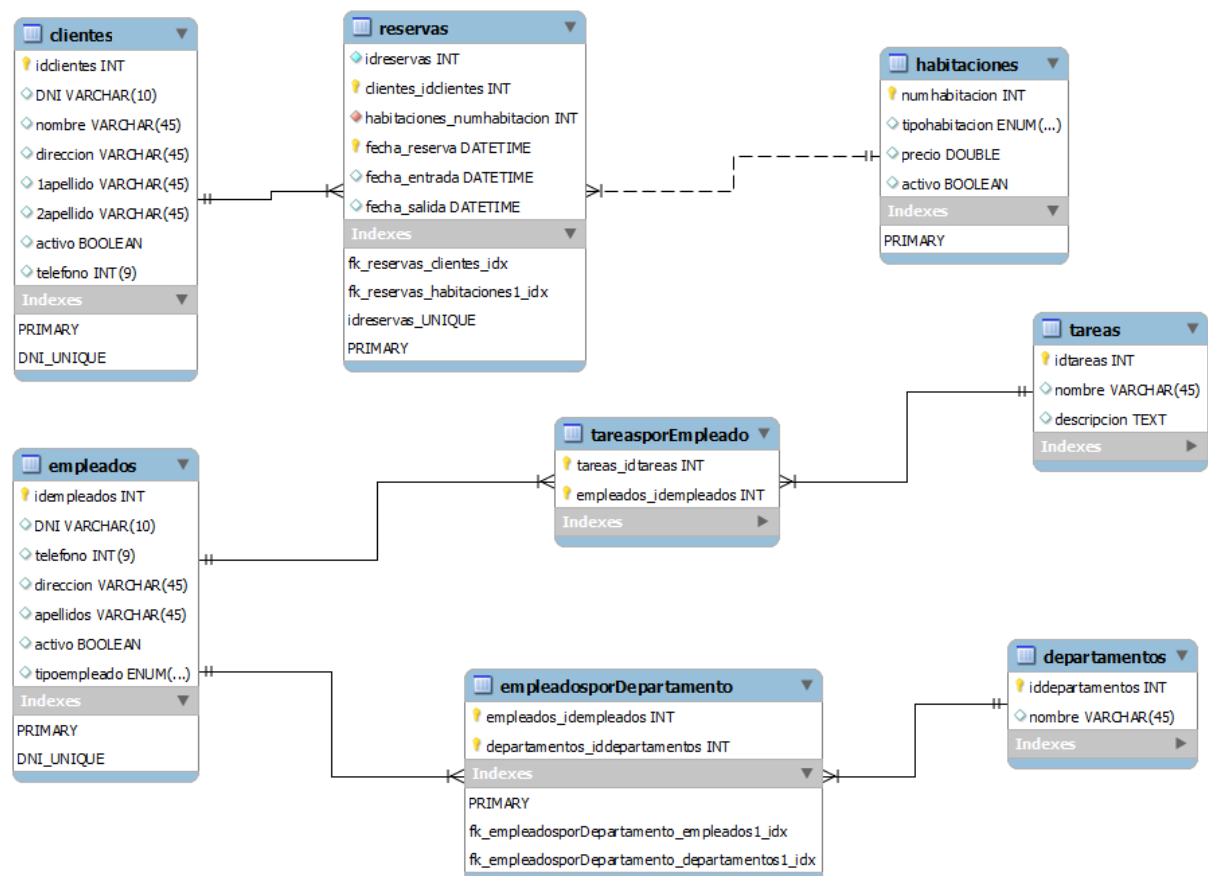 clientes
idclientes INT
DNI VARCHAR(10)
nombre VARCHAR(45)
direccion VARCHAR(45)
1apellido VARCHAR(45)
2apellido VARCHAR(45)
activo BOOLEAN
telefono INT(9)
Indexes
PRIMARY
DNI_UNIQUE
reservas
idreservas INT
clientes_idclientes INT
habitaciones_numhabitacion INT
fecha_reserva DATETIME
fecha_entrada DATETIME
fecha_salida DATETIME
Indexes
fk_reservas_clientes_idx
fk_reservas_habitaciones1_idx
idreservas_UNIQUE
PRIMARY
habitaciones
numhabitacion INT
tipohabitacion ENUM(...)
precio DOUBLE
activo BOOLEAN
Indexes
PRIMARY
tareas
idtareas INT
nombre VARCHAR(45)
descripcion TEXT
Indexes
tareasporEmpleado
tareas_idtareas INT
empleados_idempleados INT
Indexes
empleados
idempleados INT
DNI VARCHAR(10)
telefono INT(9)
direccion VARCHAR(45)
apellidos VARCHAR(45)
activo BOOLEAN
tipoempleado ENUM(...)
Indexes
PRIMARY
DNI_UNIQUE
empleadosporDepartamento
empleados_idempleados INT
departamentos_iddepartamentos INT
Indexes
PRIMARY
fk_empleadosporDepartamento_empleados1_idx
fk_empleadosporDepartamento_departamentos1_idx
departamentos
iddepartamentos INT
nombre VARCHAR(45)
Indexes